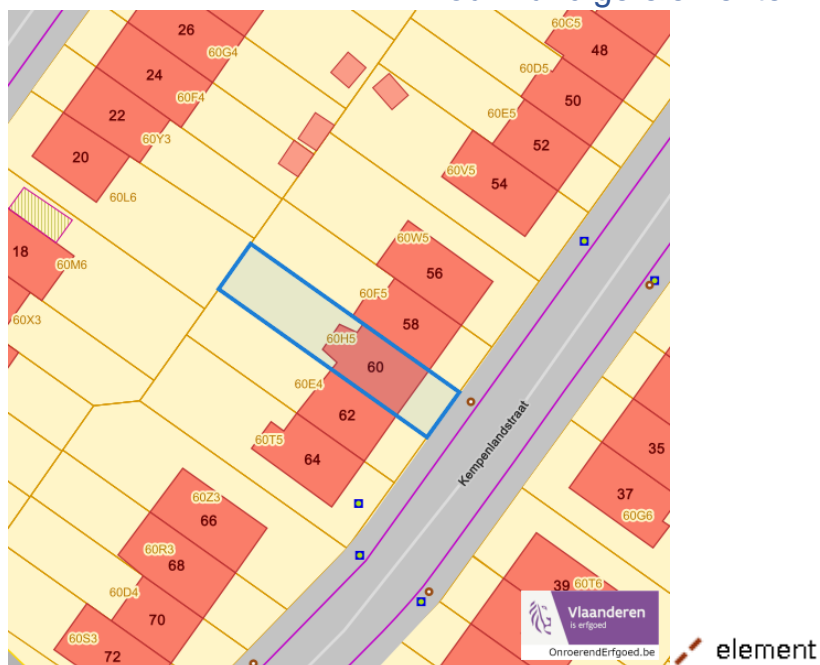 26
60G4
60C5
48
24
60D5
60F4
50
22
60E5
60Y3
52
20
60V5
54
60L6
60W5
18
60M6
56
60F5
60X3
58
60H5
60
60E4
62
60T5
64
Kempenlandstraat
35
60Z3
37
66
60G6
60R3
68
39
60T6
60D4
70
60S3
72
Vlaanderen
is erfgoed
OnroerendErfgoed.be
element